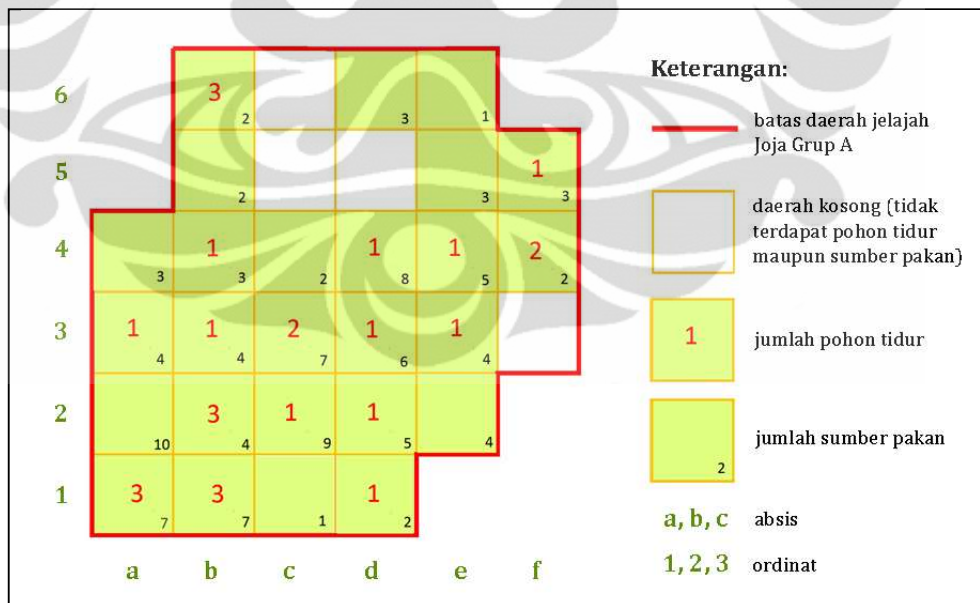 Keterangan:
batas daerah jelajah
Joja Grup A
daerah kosong (tidak
terdapat pohon tidur
maupun sumber pakan)
1
jumlah pohon tidur
jumlah sumber pakan
2
a, b, c absis
1, 2, 3 ordinat
6 3
2 3 1
5 1
2 3 3
4 1 1 1 2
3 3 2 8 5 2
3 1 1 2 1 1
4 4 7 6 4
2 3 1 1
10 4 9 5 4
1 3 3 1
7 7 1 2
a b c d e f